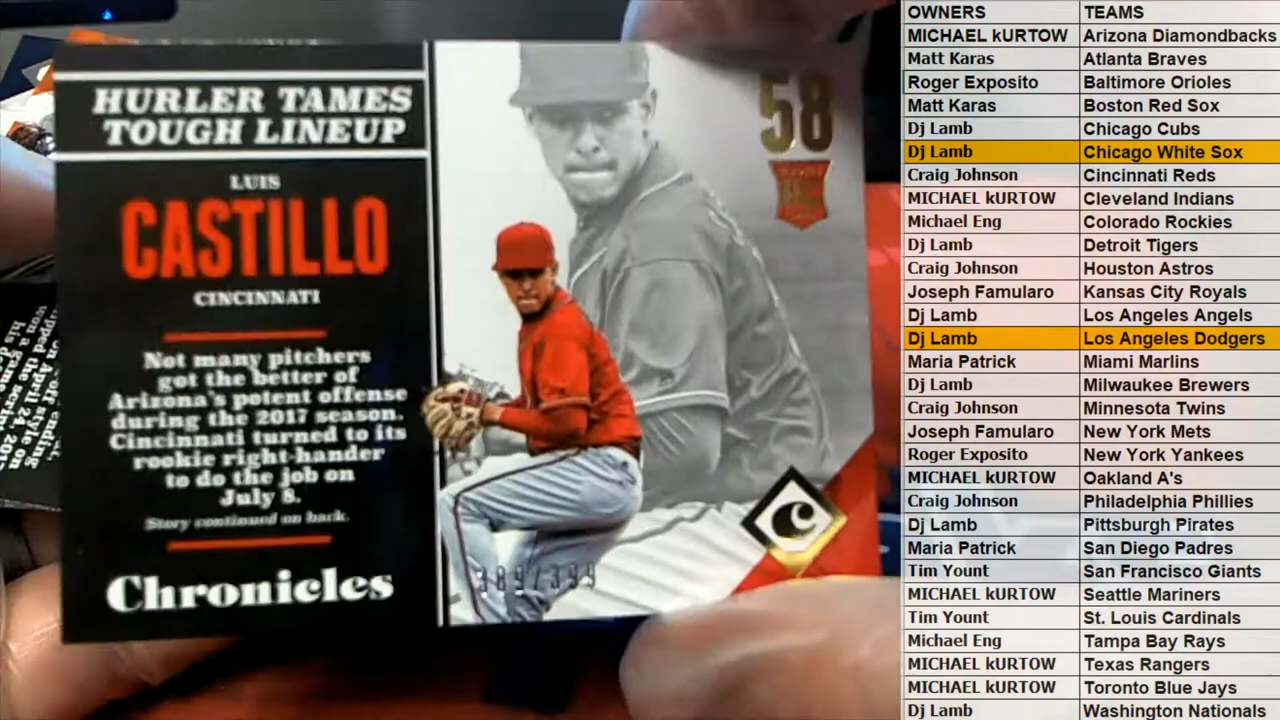 HURLER TAMES
TOUGH LINEUP
LUIS
CASTILLO
CINCINNATI
Not many pitchers
got the better of
Arizona's potent offense
during the 2017 season.
Cincinnati turned to its
rookie right-hander
to do the job on
July 8.
Story continued on back.
Chronicles
58
C
OWNERS TEAMS
MICHAEL kURTOW Arizona Diamondbacks
Matt Karas Atlanta Braves
Roger Exposito Baltimore Orioles
Matt Karas Boston Red Sox
Dj Lamb Chicago Cubs
Dj Lamb Chicago White Sox
Craig Johnson Cincinnati Reds
MICHAEL kURTOW Cleveland Indians
Michael Eng Colorado Rockies
Dj Lamb Detroit Tigers
Craig Johnson Houston Astros
Joseph Famularo Kansas City Royals
Dj Lamb Los Angeles Angels
Dj Lamb Los Angeles Dodgers
Maria Patrick Miami Marlins
Dj Lamb Milwaukee Brewers
Craig Johnson Minnesota Twins
Joseph Famularo New York Mets
Roger Exposito New York Yankees
MICHAEL kURTOW Oakland A's
Craig Johnson Philadelphia Phillies
Dj Lamb Pittsburgh Pirates
Maria Patrick San Diego Padres
Tim Yount San Francisco Giants
MICHAEL kURTOW Seattle Mariners
Tim Yount St. Louis Cardinals
Michael Eng Tampa Bay Rays
MICHAEL kURTOW Texas Rangers
MICHAEL kURTOW Toronto Blue Jays
Dj Lamb Washington Nationals